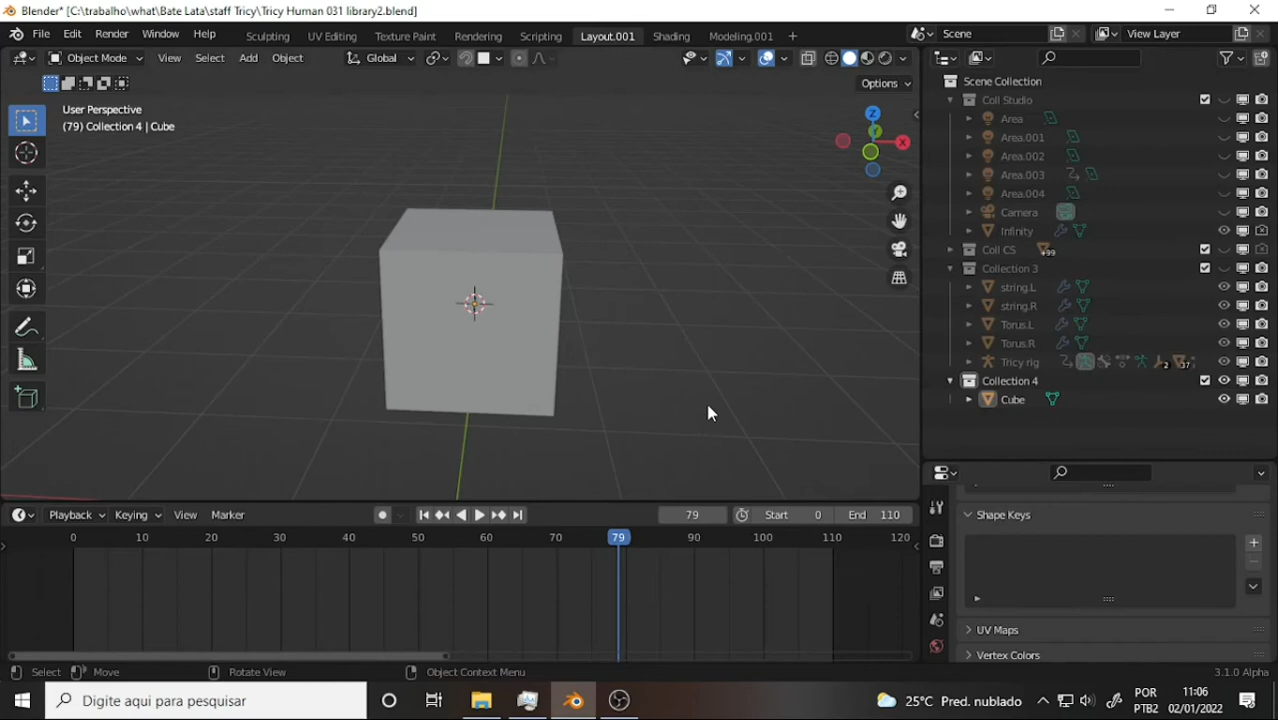 Blender* [C:\trabalho\what\Bate Lata\staff Tricy\Tricy Human 031 library2.blend]
File Edit Render Window Help Sculpting UV Editing Texture Paint Rendering Scripting Layout.001 Shading Modeling.001 + Scene View Layer
Object Mode View Select Add Object Global
Options
User Perspective
(79) Collection 4 | Cube
Z
Y
X
Scene Collection
Coll Studio
Area
Area.001
Area.002
Area.003
Area.004
Camera
Infinity
Coll CS +99
Collection 3
string.L
string.R
Torus.L
Torus.R
Tricy rig 2 37
Collection 4
Cube
Playback Keying View Marker 79 Start 0 End 110
0 10 20 30 40 50 60 79 90 100 110 120
Shape Keys
UV Maps
Vertex Colors
Select Move Rotate View Object Context Menu 3.1.0 Alpha
Digite aqui para pesquisar
25°C Pred. nublado
POR
PTB2
11:06
02/01/2022